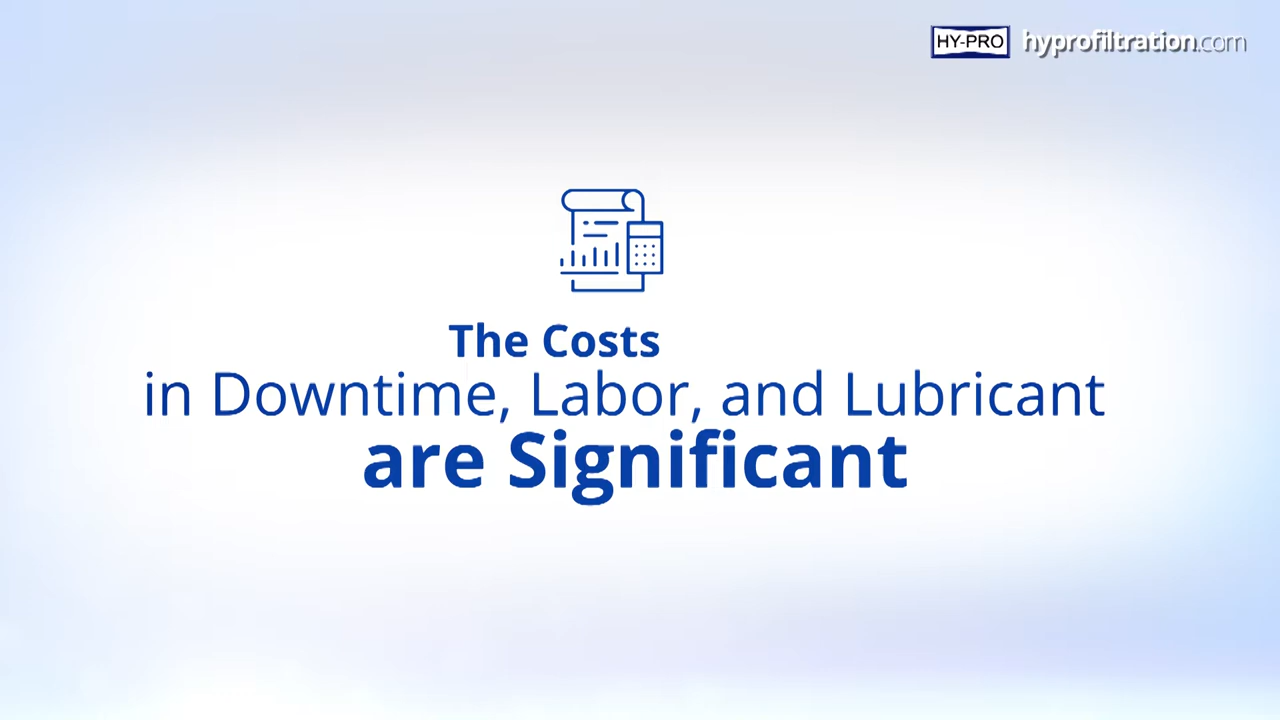 HY-PRO hyprofiltration.com
The Costs
in Downtime, Labor, and Lubricant
are Significant